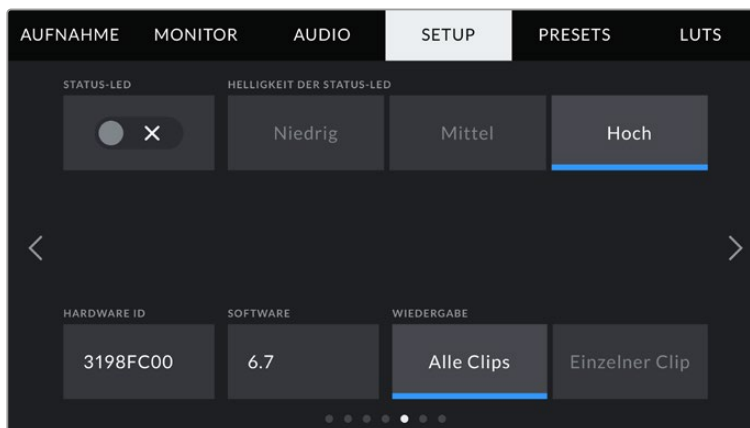 AUFNAHME MONITOR AUDIO SETUP PRESETS LUTS
STATUS-LED HELLIGKEIT DER STATUS-LED
Niedrig Mittel Hoch
HARDWARE ID SOFTWARE WIEDERGABE
3198FC00 6.7 Alle Clips Einzelner Clip